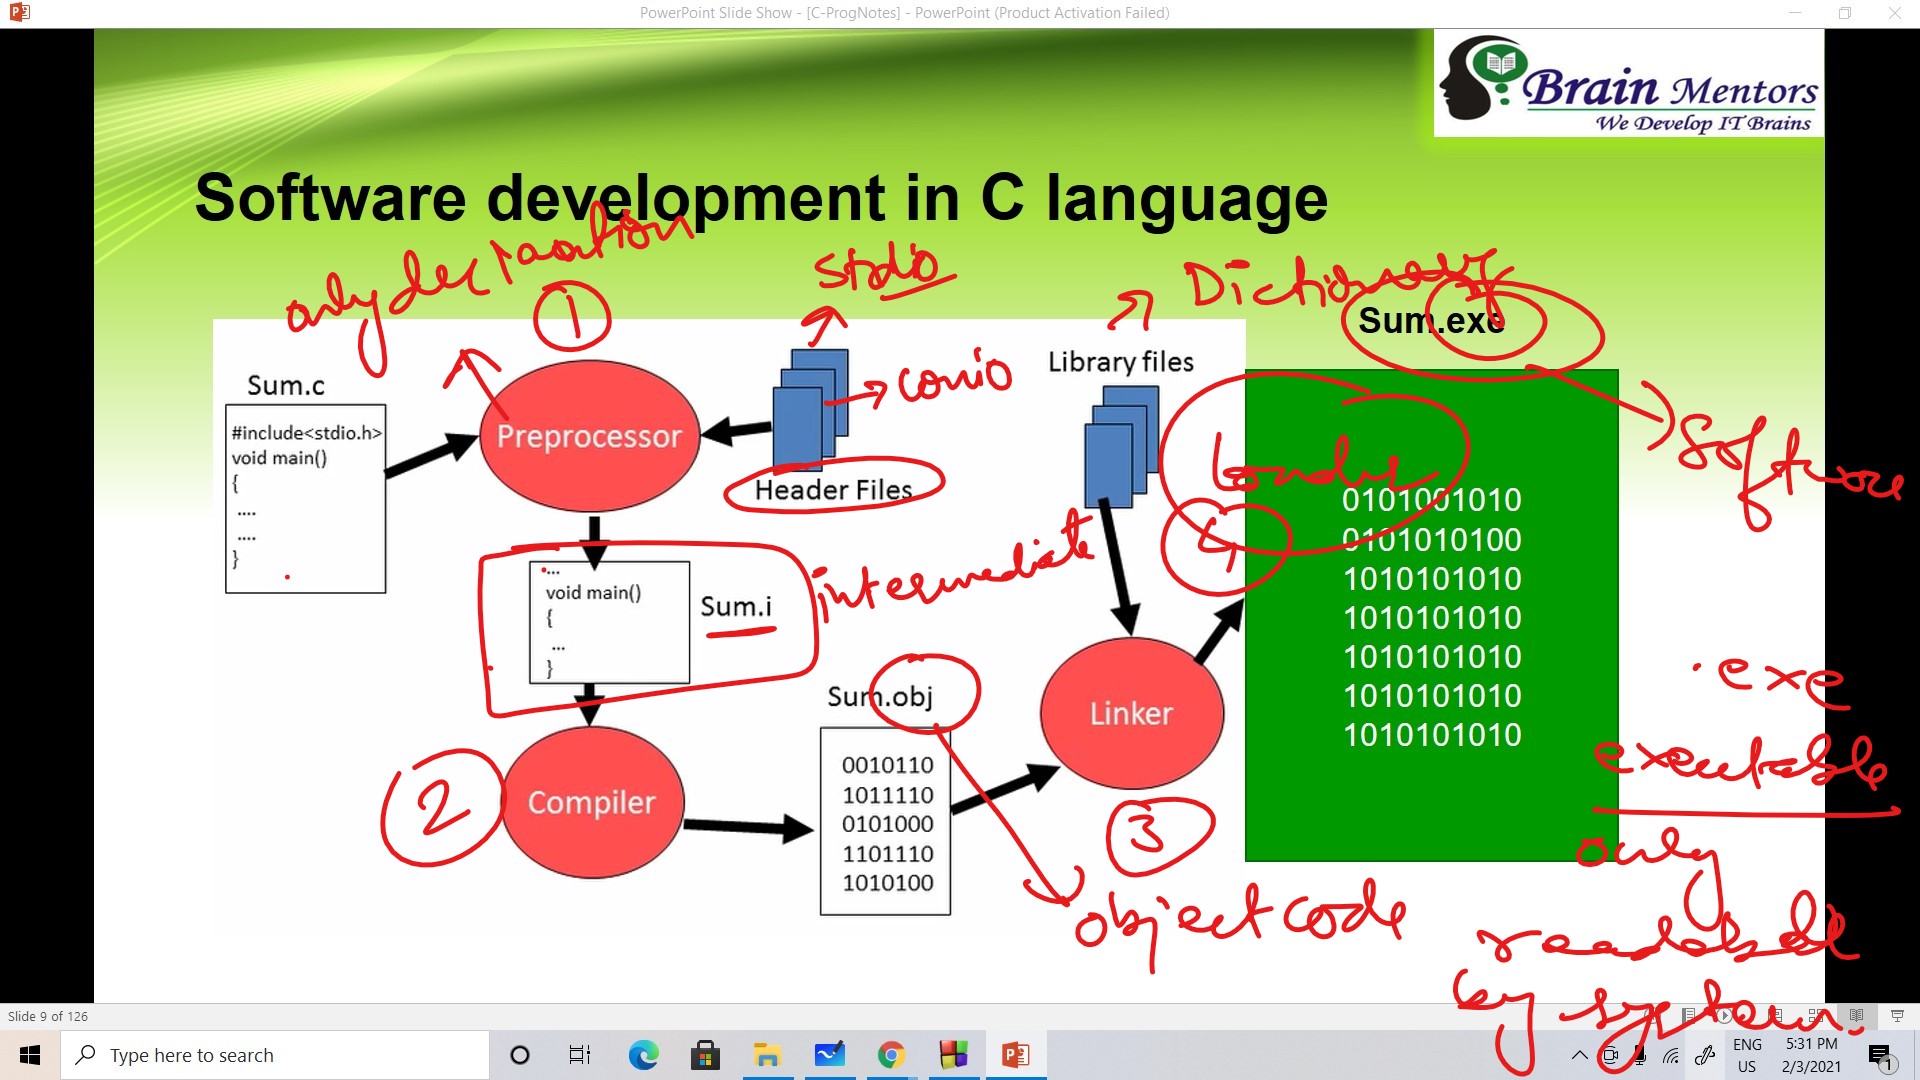 PowerPoint Slide Show - [C-ProgNotes] - PowerPoint (Product Activation Failed)
Brain Mentors
We Develop IT Brains
Software development in C language
only declaration
1
stdio
Dictionary
Sum.exe
Sum.c
conio
Library files
#include<stdio.h>
void main()
{
....
....
}
Preprocessor
Header Files
Loader
4
Software
0101001010
0101010100
1010101010
1010101010
1010101010
1010101010
1010101010
...
void main()
{
...
}
Sum.i
intermediate
Sum.obj
Linker
.exe
executable
2
Compiler
0010110
1011110
0101000
1101110
1010100
3
object code
only
readable
by system.
Slide 9 of 126
Type here to search
ENG
US
5:31 PM
2/3/2021
1